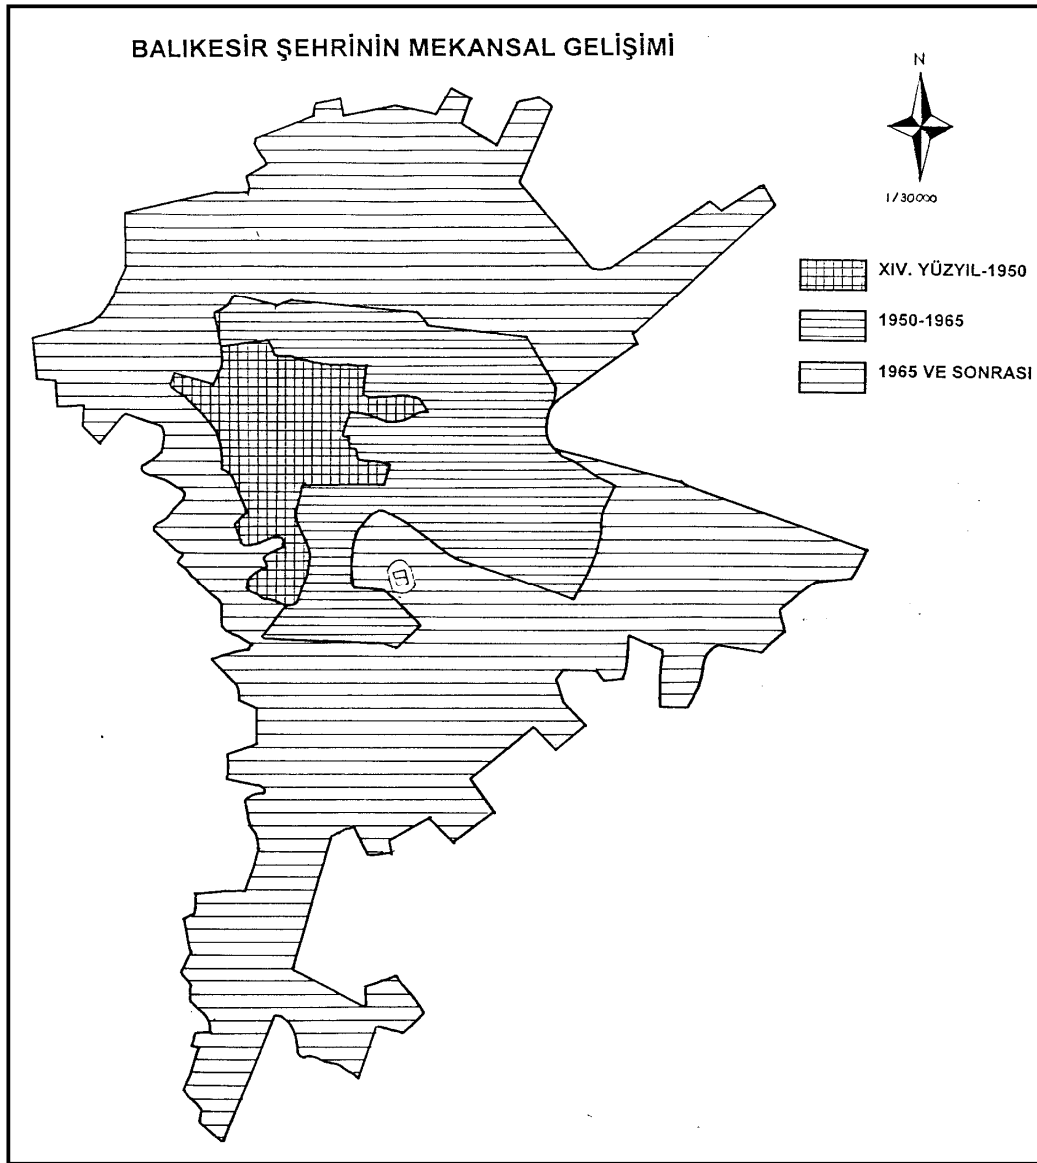 BALIKESİR ŞEHRİNİN MEKANSAL GELİŞİMİ
N
1/30000
XIV. YÜZYIL-1950
1950-1965
1965 VE SONRASI